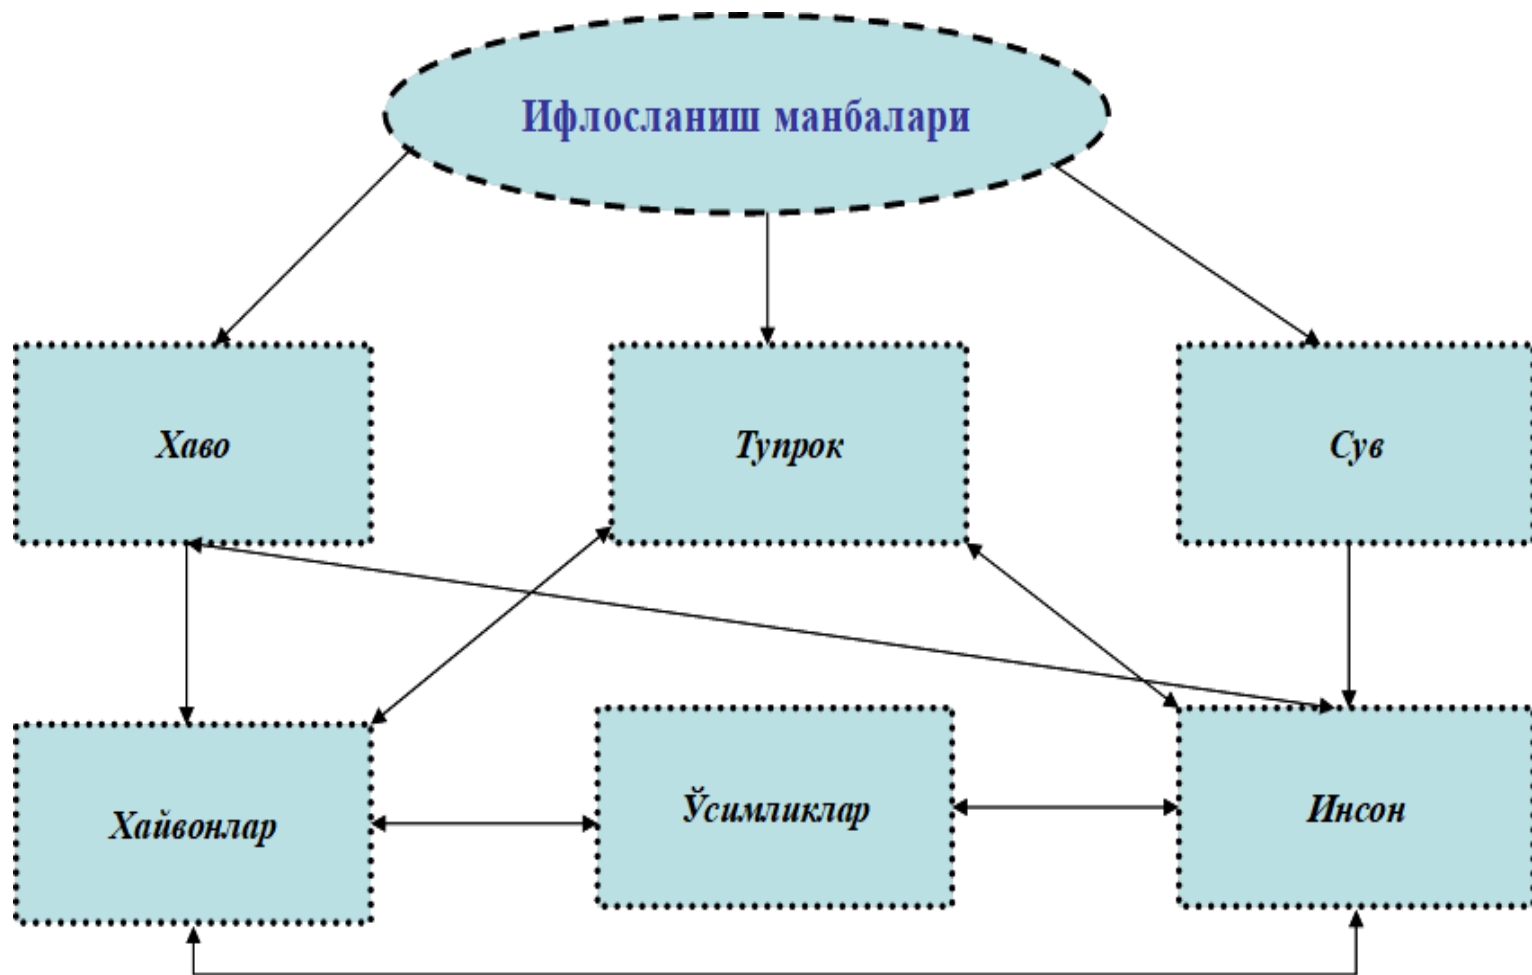 Ифлосланиш манбалари
Хаво
Тупрок
Сув
Хайвонлар
Ўсимликлар
Инсон